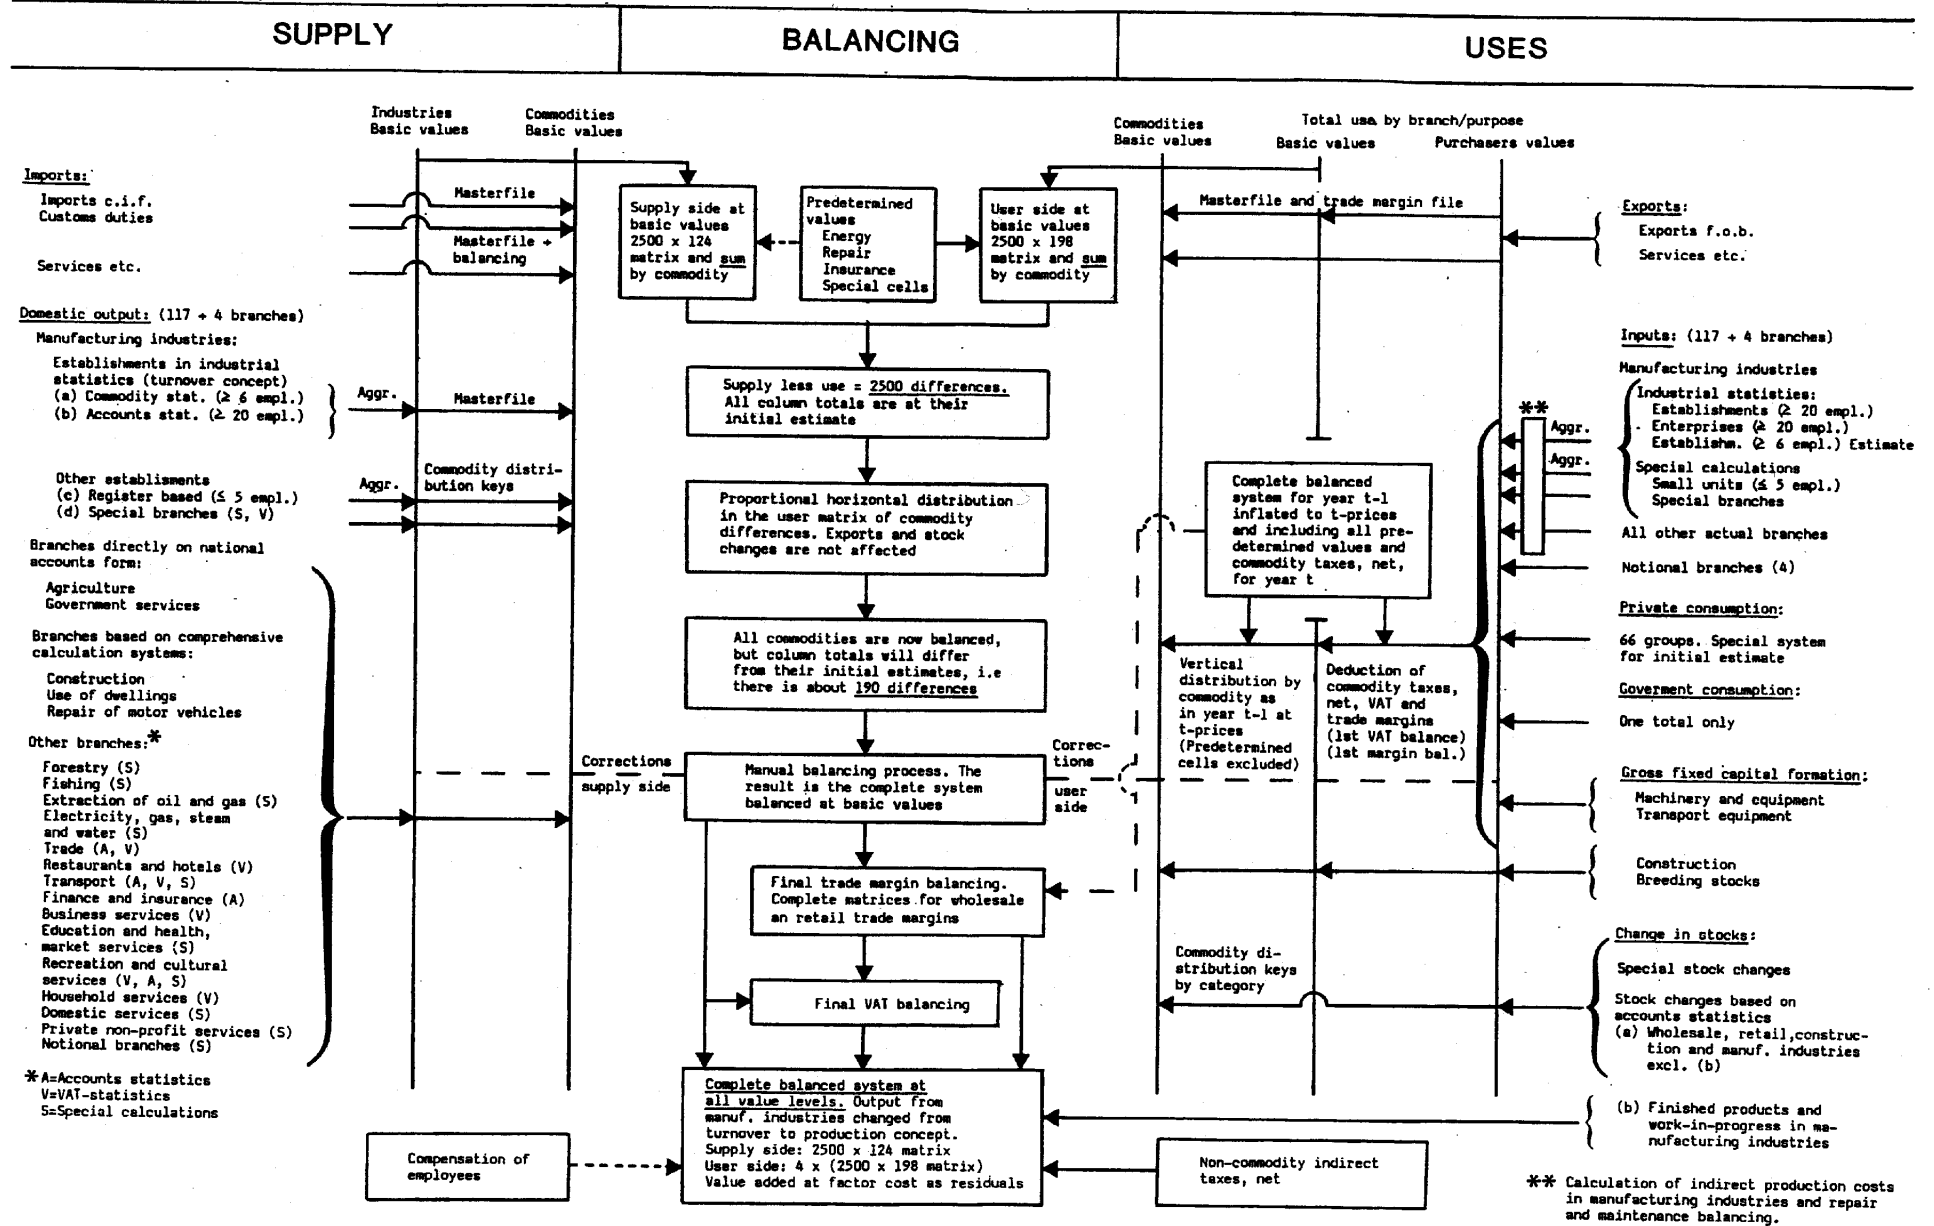 SUPPLY
BALANCING
USES
Industries
Basic values
Commodities
Basic values
Imports:
Imports c.i.f.
Customs duties
Services etc.
Masterfile
Masterfile +
balancing
Domestic output: (117 + 4 branches)
Manufacturing industries:
Establishments in industrial
statistics (turnover concept)
(a) Commodity stat. (≥ 6 empl.)
(b) Accounts stat. (≥ 20 empl.)
Aggr.
Masterfile
Other establisments
(c) Register based (≤ 5 empl.)
(d) Special branches (S, V)
Aggr.
Commodity distri-
bution keys
Branches directly on national
accounts form:
Agriculture
Government services
Branches based on comprehensive
calculation systems:
Construction
Use of dwellings
Repair of motor vehicles
Other branches:*
Forestry (S)
Fishing (S)
Extraction of oil and gas (S)
Electricity, gas, steam
and water (S)
Trade (A, V)
Restaurants and hotels (V)
Transport (A, V, S)
Finance and insurance (A)
Business services (V)
Education and health,
market services (S)
Recreation and cultural
services (V, A, S)
Household services (V)
Domestic services (S)
Private non-profit services (S)
Notional branches (S)
*A=Accounts statistics
V=VAT-statistics
S=Special calculations
Supply side at
basic values
2500 x 124
matrix and sum
by commodity
Predetermined
values
Energy
Repair
Insurance
Special cells
User side at
basic values
2500 x 198
matrix and sum
by commodity
Supply less use = 2500 differences.
All column totals are at their
initial estimate
Proportional horizontal distribution
in the user matrix of commodity
differences. Exports and stock
changes are not affected
All commodities are now balanced,
but column totals will differ
from their initial estimates, i.e
there is about 190 differences
Corrections
supply side
Manual balancing process. The
result is the complete system
balanced at basic values
Correc-
tions
user
side
Final trade margin balancing.
Complete matrices for wholesale
an retail trade margins
Final VAT balancing
Complete balanced system at
all value levels. Output from
manuf. industries changed from
turnover to production concept.
Supply side: 2500 x 124 matrix
User side: 4 x (2500 x 198 matrix)
Value added at factor cost as residuals
Compensation of
employees
Non-commodity indirect
taxes, net
Commodities
Basic values
Total use by branch/purpose
Basic values
Purchasers values
Masterfile and trade margin file
Complete balanced
system for year t-1
inflated to t-prices
and including all pre-
determined values and
commodity taxes, net,
for year t
Vertical
distribution by
commodity as
in year t-1 at
t-prices
(Predetermined
cells excluded)
Deduction of
commodity taxes,
net, VAT and
trade margins
(1st VAT balance)
(1st margin bal.)
Commodity di-
stribution keys
by category
Exports:
Exports f.o.b.
Services etc.
Inputs: (117 + 4 branches)
Manufacturing industries
**
Industrial statisties:
Establishments (≥ 20 empl.)
Enterprises (≥ 20 empl.)
Establishm. (≥ 6 empl.) Estimate
Aggr.
Aggr.
Special calculations
Small units (≤ 5 empl.)
Special branches
All other actual branches
Notional branches (4)
Private consumption:
66 groups. Special system
for initial estimate
Goverment consumption:
One total only
Gross fixed capital formation:
Machinery and equipment
Transport equipment
Construction
Breeding stocks
Change in stocks:
Special stock changes
Stock changes based on
accounts statistics
(a) Wholesale, retail,construc-
tion and manuf. industries
excl. (b)
(b) Finished products and
work-in-progress in ma-
nufacturing industries
** Calculation of indirect production costs
in manufacturing industries and repair
and maintenance balancing.